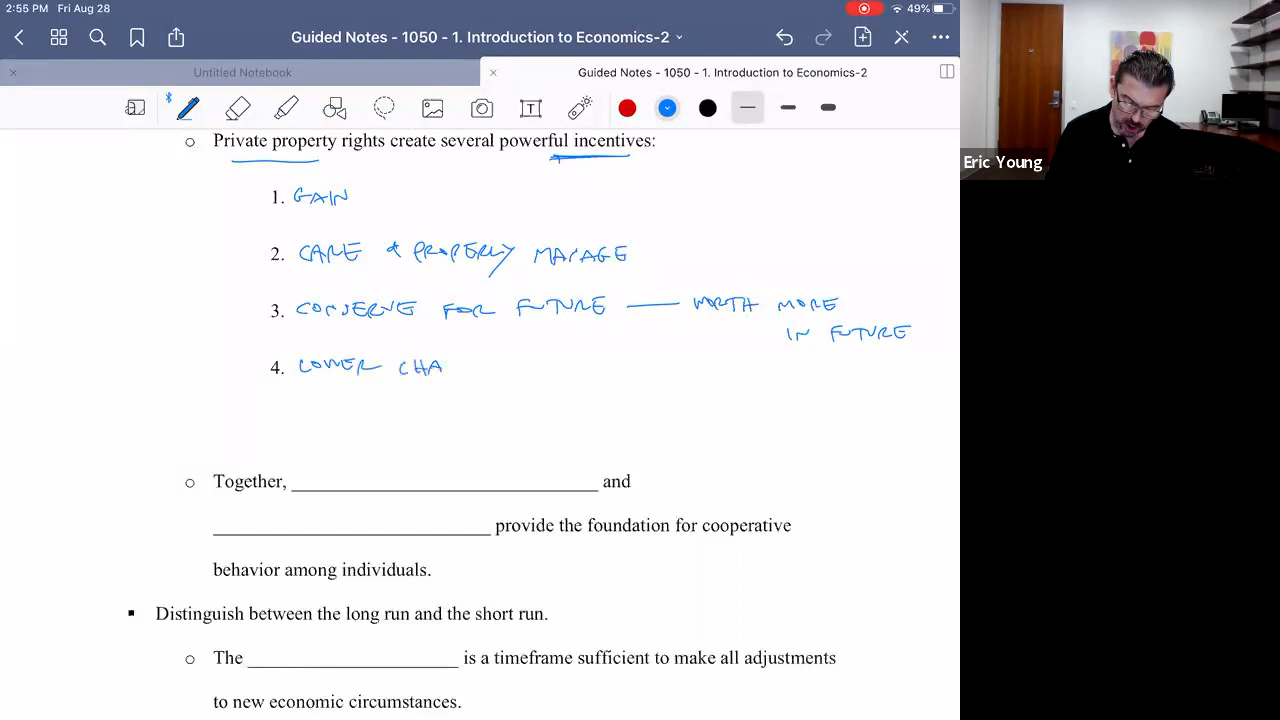 2:55 PM Fri Aug 28
49%
Guided Notes - 1050 - 1. Introduction to Economics-2
Untitled Notebook
Guided Notes - 1050 - 1. Introduction to Economics-2
Eric Young
○ Private property rights create several powerful incentives:
1. GAIN
2. CARE & PROPERLY MANAGE
3. CONSERVE FOR FUTURE — WORTH MORE
IN FUTURE
4. LOWER CHA
○ Together, ______________________________ and
___________________________ provide the foundation for cooperative
behavior among individuals.
▪ Distinguish between the long run and the short run.
○ The _____________________ is a timeframe sufficient to make all adjustments
to new economic circumstances.